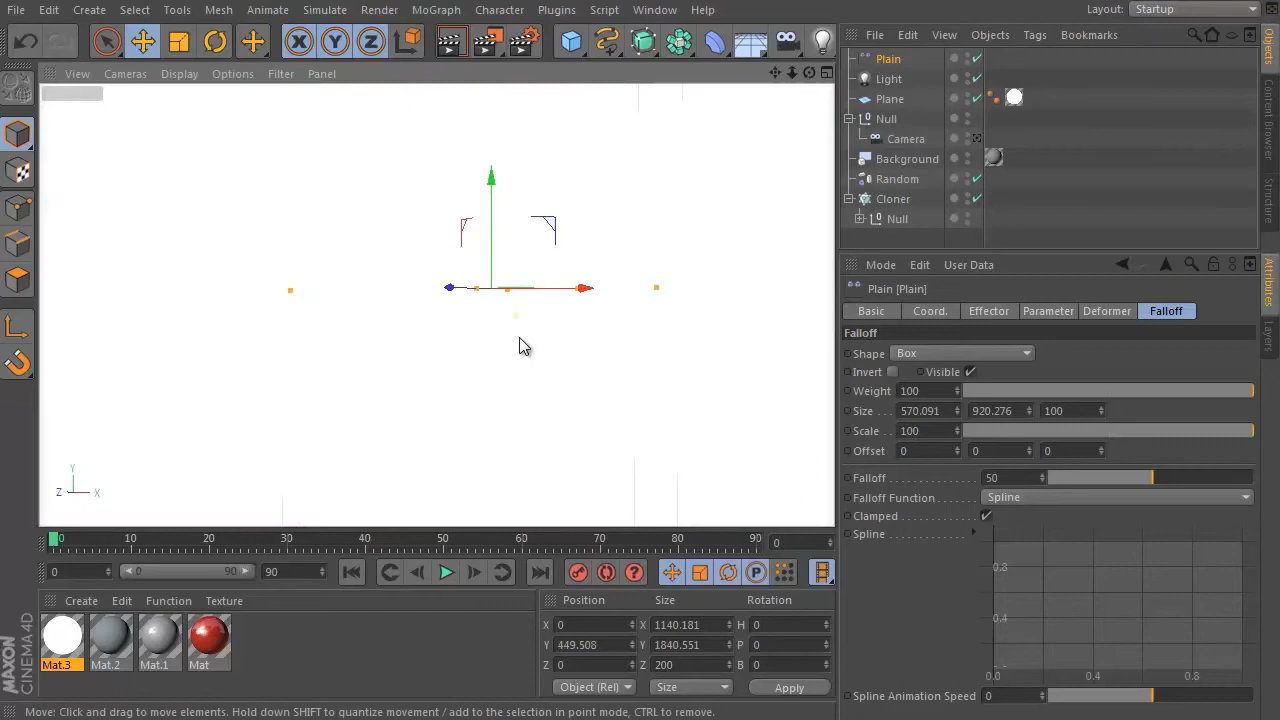 File Edit Create Select Tools Mesh Animate Simulate Render MoGraph Character Plugins Script Window Help Layout: Startup
X Y Z
View Cameras Display Options Filter Panel
File Edit View Objects Tags Bookmarks
Plain
Light
Plane
Null
Camera
Background
Random
Cloner
Null
Objects
Content Browser
Structure
Mode Edit User Data
Plain [Plain]
Basic Coord. Effector Parameter Deformer Falloff
Falloff
Shape Box
Invert Visible
Weight 100
Size . . . 570.091 920.276 100
Scale . . 100
Offset 0 0 0
Falloff . . . . . . . . . . . . . 50
Falloff Function . . Spline
Clamped . . . . . . . . .
Spline
0.8
0.4
0.0 0.4 0.8
Spline Animation Speed 0
Attributes
Layers
Y
Z X
0 10 20 30 40 50 60 70 80 90 0
0 0 90 90
P
Create Edit Function Texture
Mat.3 Mat.2 Mat.1 Mat
Position Size Rotation
X 0 X 1140.181 H 0
Y 449.508 Y 1840.551 P 0
Z 0 Z 200 B 0
Object (Rel) Size Apply
MAXON
CINEMA 4D
Move: Click and drag to move elements. Hold down SHIFT to quantize movement / add to the selection in point mode, CTRL to remove.